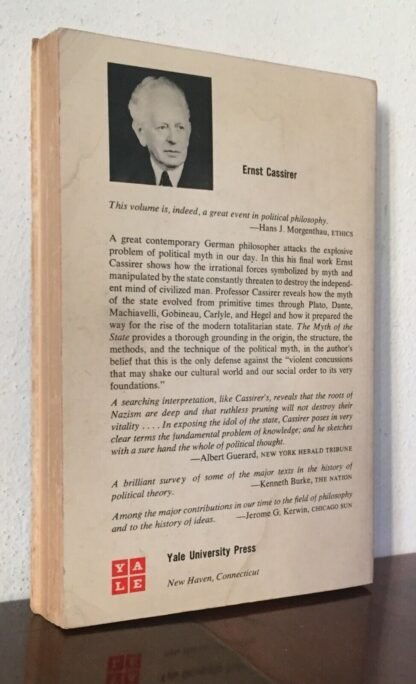 Ernst Cassirer
This volume is, indeed, a great event in political philosophy.
—Hans J. Morgenthau, ETHICS
A great contemporary German philosopher attacks the explosive
problem of political myth in our day. In this his final work Ernst
Cassirer shows how the irrational forces symbolized by myth and
manipulated by the state constantly threaten to destroy the independ-
ent mind of civilized man. Professor Cassirer reveals how the myth
of the state evolved from primitive times through Plato, Dante,
Machiavelli, Gobineau, Carlyle, and Hegel and how it prepared the
way for the rise of the modern totalitarian state. The Myth of the
State provides a thorough grounding in the origin, the structure, the
methods, and the technique of the political myth, in the author's
belief that this is the only defense against the "violent concussions
that may shake our cultural world and our social order to its very
foundations."
A searching interpretation, like Cassirer's, reveals that the roots of
Nazism are deep and that ruthless pruning will not destroy their
vitality . . . . In exposing the idol of the state, Cassirer poses in very
clear terms the fundamental problem of knowledge; and he sketches
with a sure hand the whole of political thought.
—Albert Guerard, NEW YORK HERALD TRIBUNE
A brilliant survey of some of the major texts in the history of
political theory. —Kenneth Burke, THE NATION
Among the major contributions in our time to the field of philosophy
and to the history of ideas. —Jerome G. Kerwin, CHICAGO SUN
YA
LE
Yale University Press
New Haven, Connecticut